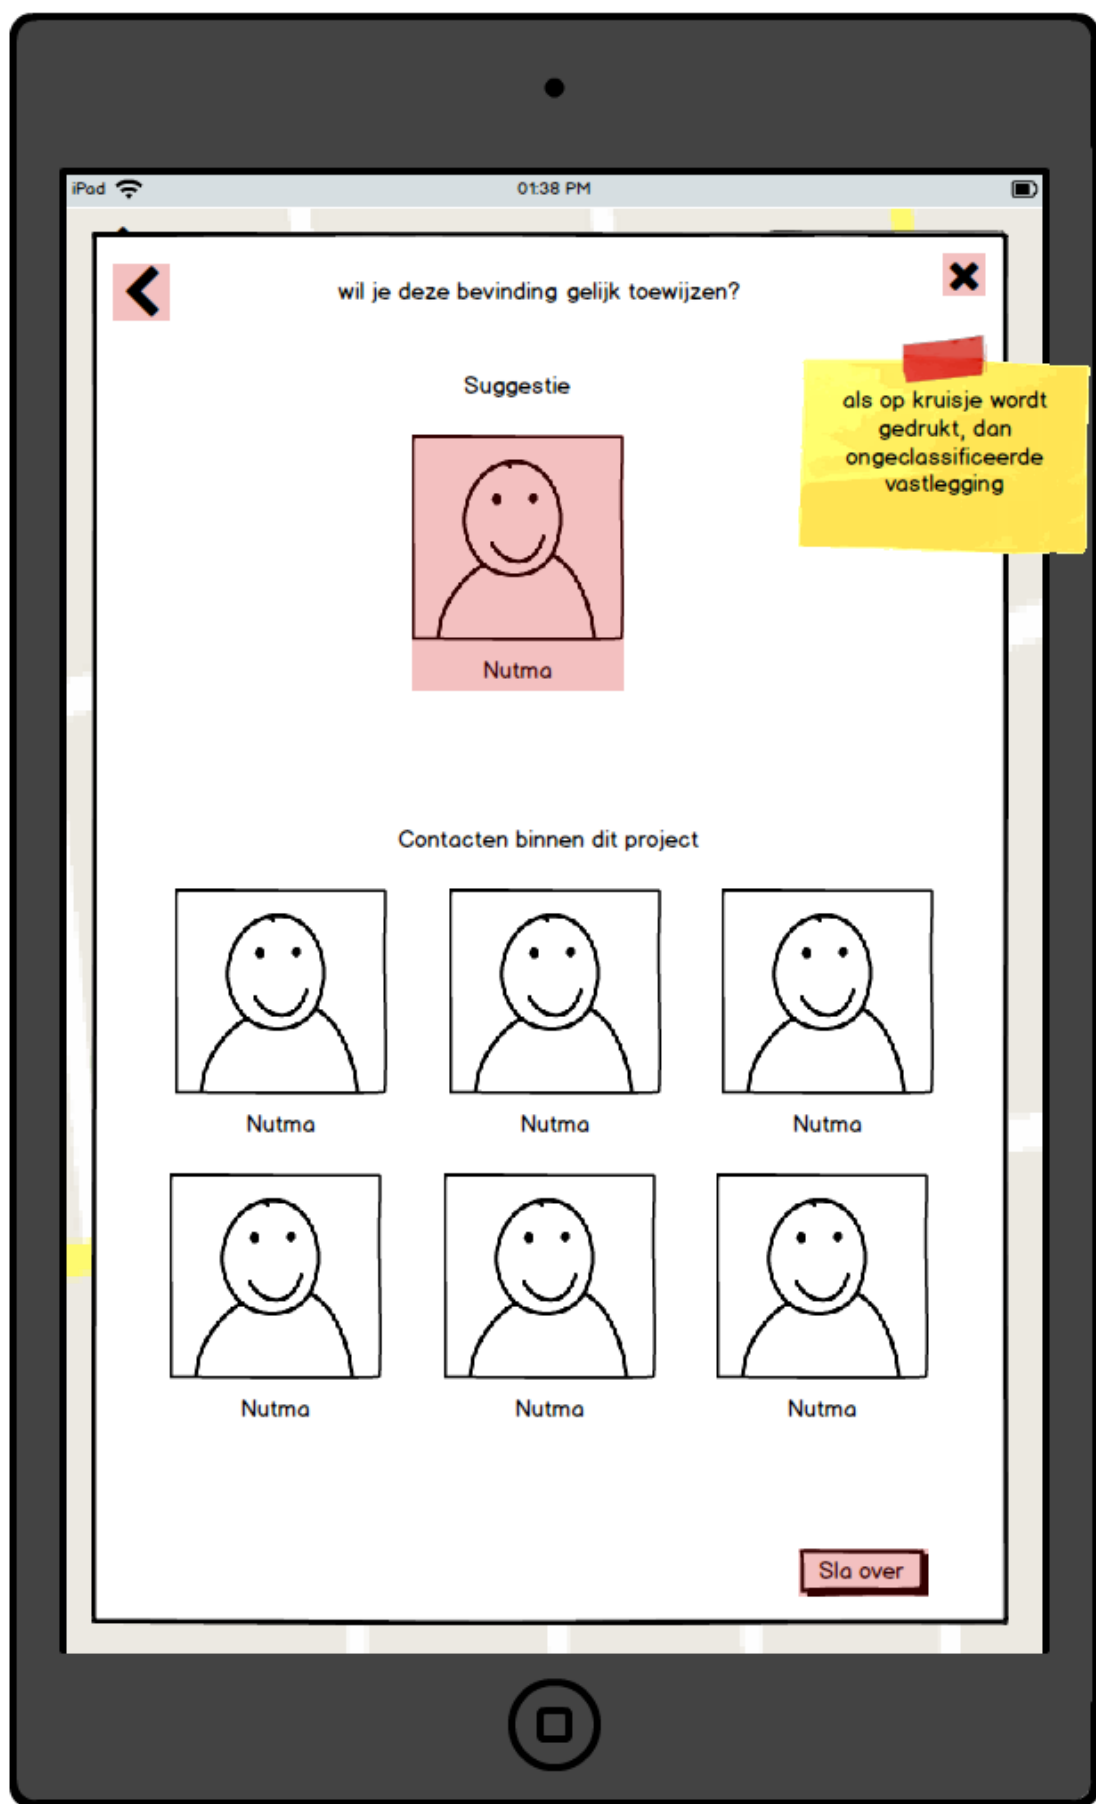 iPad
01:38 PM
wil je deze bevinding gelijk toewijzen?
Suggestie
als op kruisje wordt
gedrukt, dan
ongeclassificeerde
vastlegging
Nutma
Contacten binnen dit project
Nutma
Nutma
Nutma
Nutma
Nutma
Nutma
Sla over